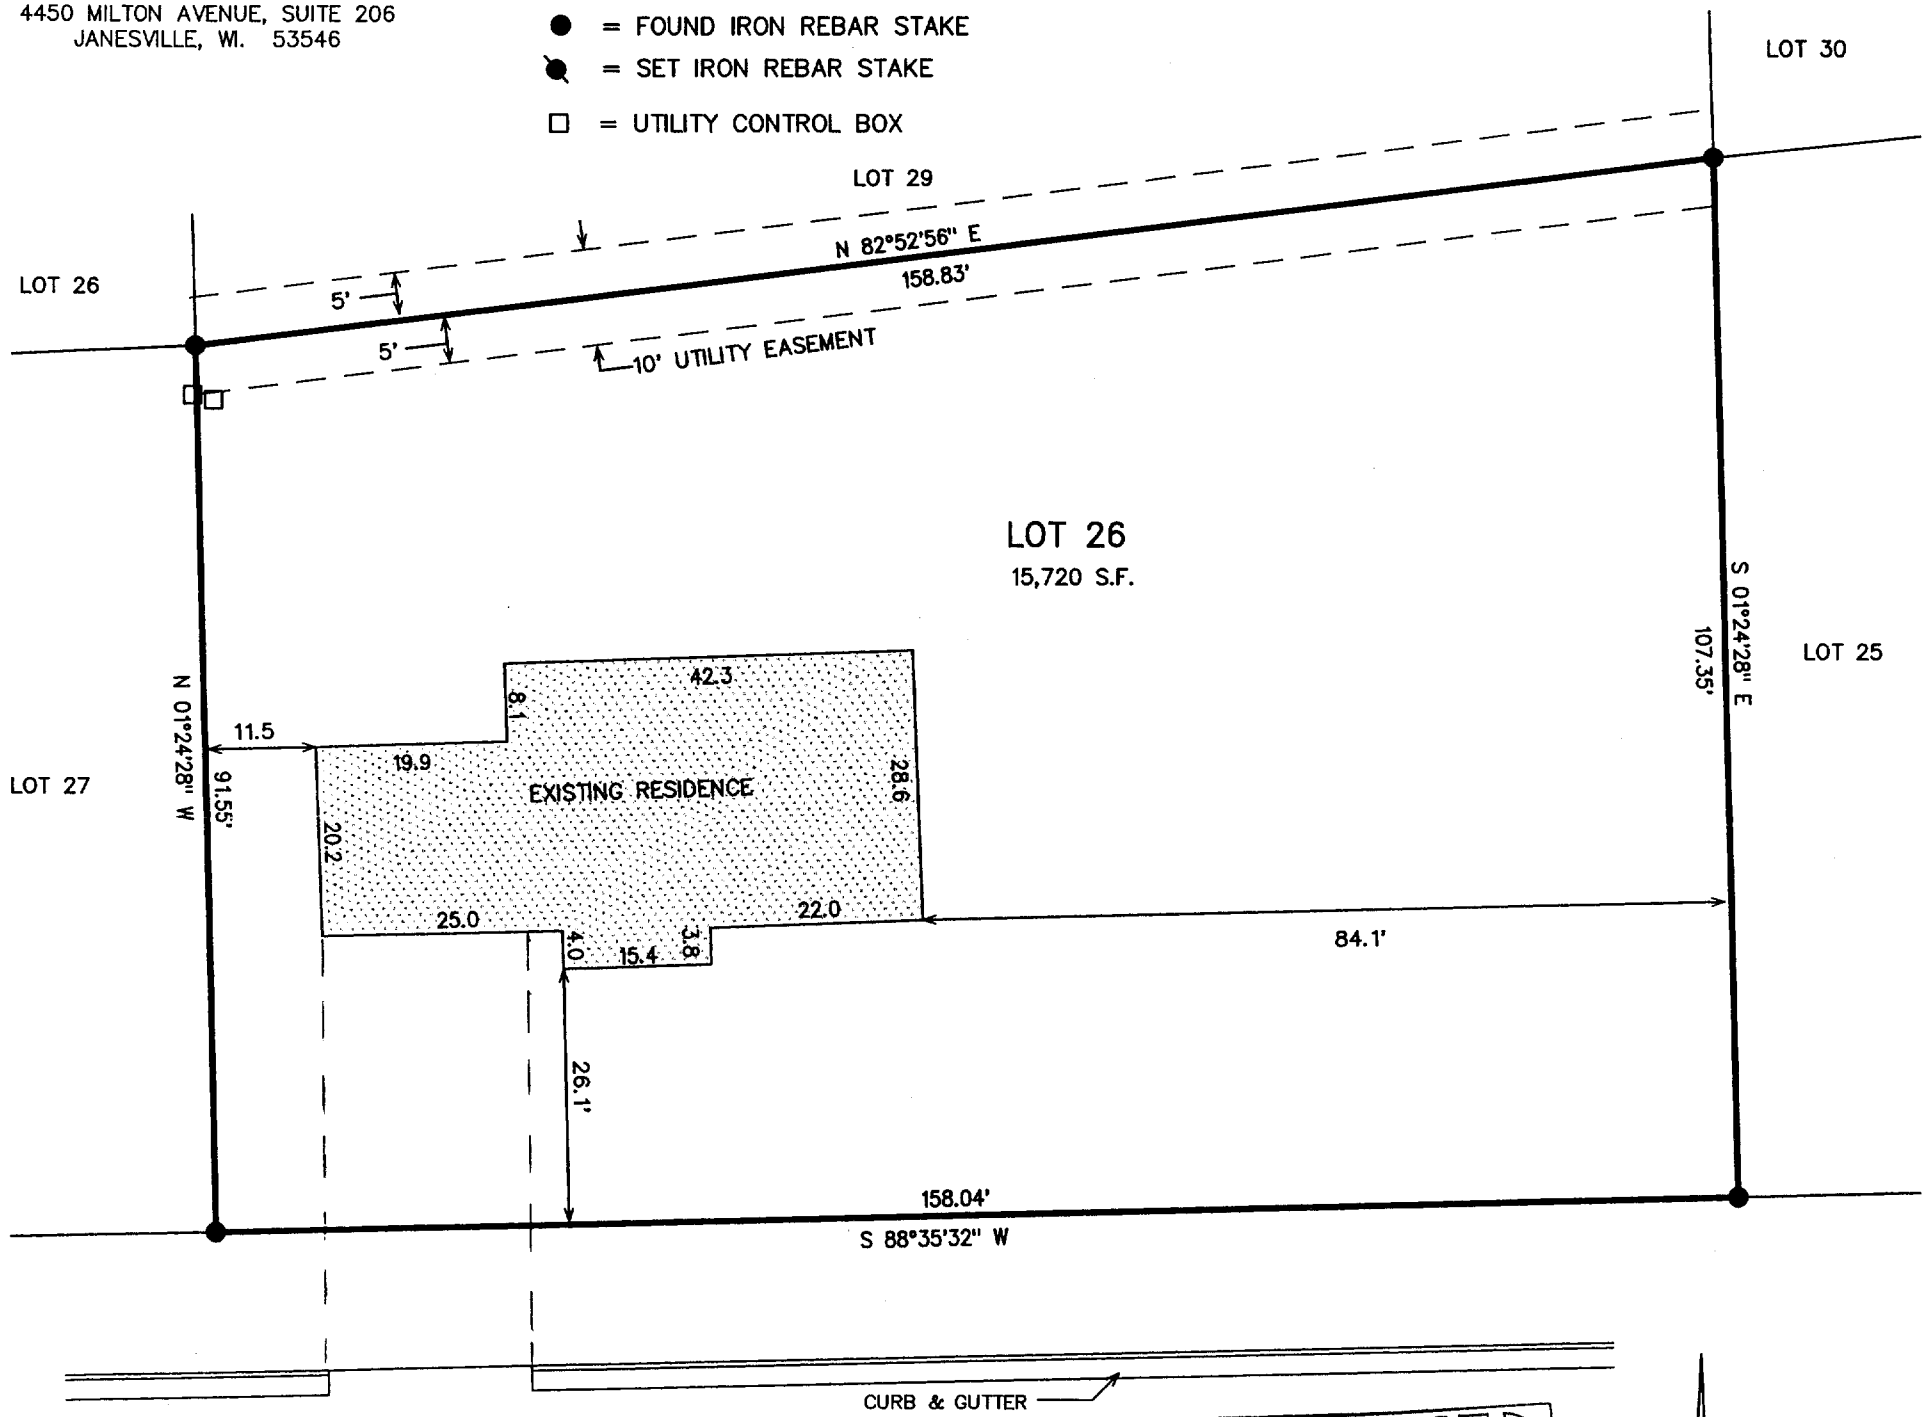 4450 MILTON AVENUE, SUITE 206
JANESVILLE, WI. 53546
= FOUND IRON REBAR STAKE
= SET IRON REBAR STAKE
= UTILITY CONTROL BOX
LOT 30
LOT 29
N 82°52'56" E
158.83'
LOT 26
5'
5'
10' UTILITY EASEMENT
LOT 26
15,720 S.F.
S 01°24'28" E
107.35'
LOT 25
N 01°24'28" W
91.55'
LOT 27
11.5
42.3
8.1
19.9
EXISTING RESIDENCE
28.6
20.2
25.0
4.0
15.4
3.8
22.0
84.1'
26.1'
158.04'
S 88°35'32" W
CURB & GUTTER